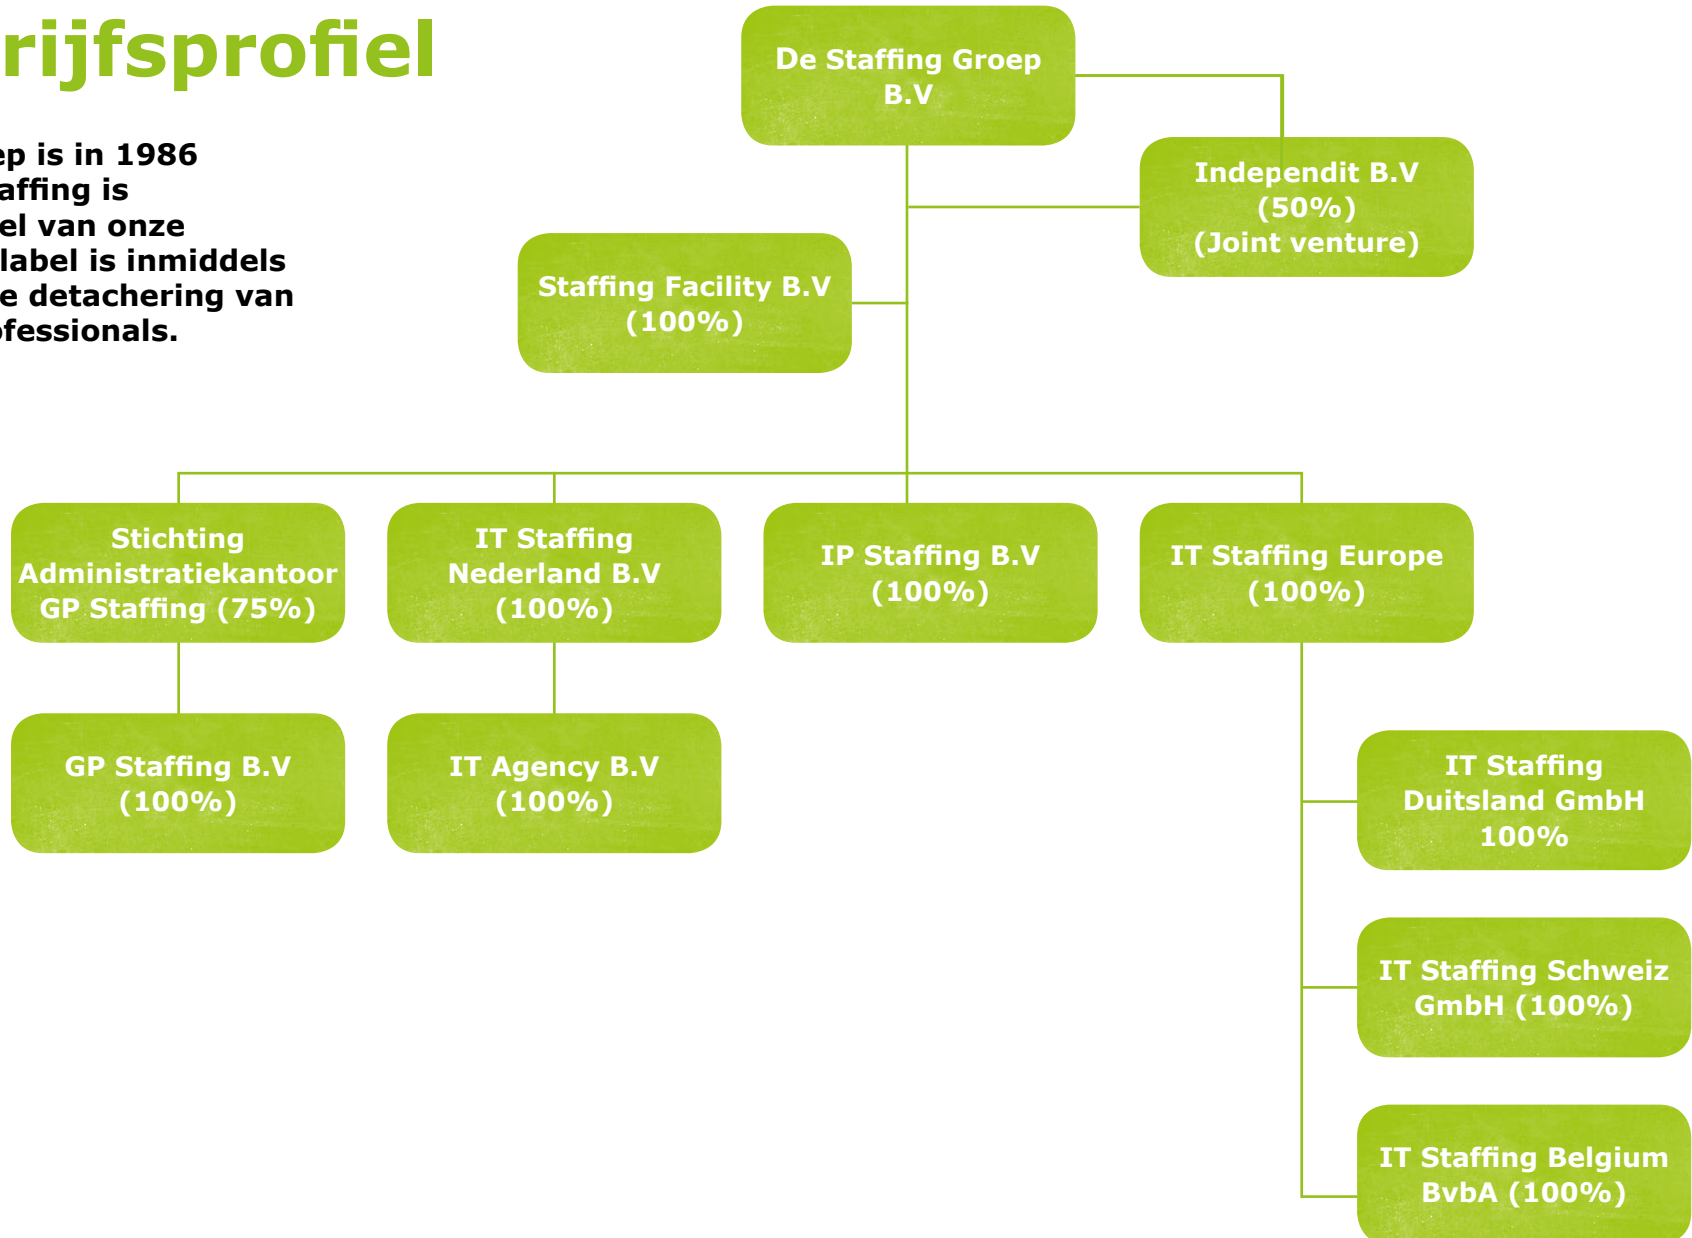 rijfsprofiel
ep is in 1986
affing is
el van onze
label is inmiddels
e detachering van
ofessionals.
De Staffing Groep
B.V
Independit B.V
(50%)
(Joint venture)
Staffing Facility B.V
(100%)
Stichting
Administratiekantoor
GP Staffing (75%)
IT Staffing
Nederland B.V
(100%)
IP Staffing B.V
(100%)
IT Staffing Europe
(100%)
GP Staffing B.V
(100%)
IT Agency B.V
(100%)
IT Staffing
Duitsland GmbH
100%
IT Staffing Schweiz
GmbH (100%)
IT Staffing Belgium
BvbA (100%)